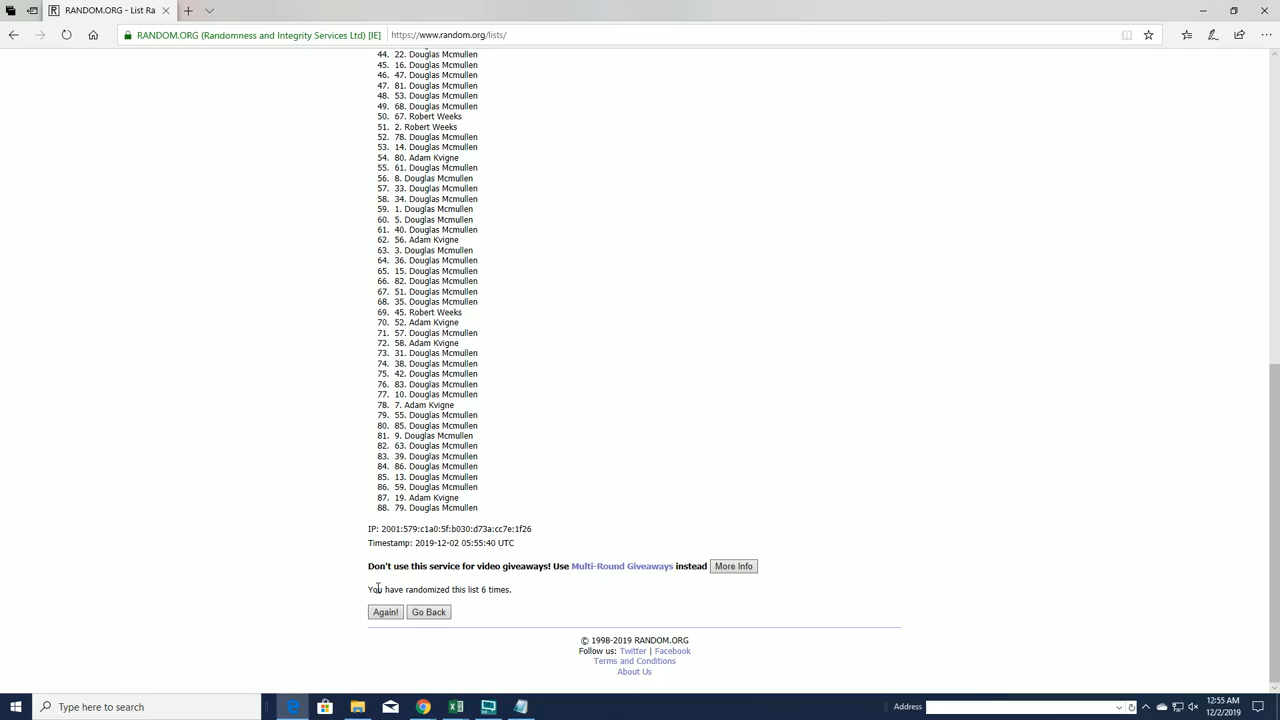 RANDOM.ORG - List Ra
RANDOM.ORG (Randomness and Integrity Services Ltd) [IE]
https://www.random.org/lists/
44. 22. Douglas Mcmullen
45. 16. Douglas Mcmullen
46. 47. Douglas Mcmullen
47. 81. Douglas Mcmullen
48. 53. Douglas Mcmullen
49. 68. Douglas Mcmullen
50. 67. Robert Weeks
51. 2. Robert Weeks
52. 78. Douglas Mcmullen
53. 14. Douglas Mcmullen
54. 80. Adam Kvigne
55. 61. Douglas Mcmullen
56. 8. Douglas Mcmullen
57. 33. Douglas Mcmullen
58. 34. Douglas Mcmullen
59. 1. Douglas Mcmullen
60. 5. Douglas Mcmullen
61. 40. Douglas Mcmullen
62. 56. Adam Kvigne
63. 3. Douglas Mcmullen
64. 36. Douglas Mcmullen
65. 15. Douglas Mcmullen
66. 82. Douglas Mcmullen
67. 51. Douglas Mcmullen
68. 35. Douglas Mcmullen
69. 45. Robert Weeks
70. 52. Adam Kvigne
71. 57. Douglas Mcmullen
72. 58. Adam Kvigne
73. 31. Douglas Mcmullen
74. 38. Douglas Mcmullen
75. 42. Douglas Mcmullen
76. 83. Douglas Mcmullen
77. 10. Douglas Mcmullen
78. 7. Adam Kvigne
79. 55. Douglas Mcmullen
80. 85. Douglas Mcmullen
81. 9. Douglas Mcmullen
82. 63. Douglas Mcmullen
83. 39. Douglas Mcmullen
84. 86. Douglas Mcmullen
85. 13. Douglas Mcmullen
86. 59. Douglas Mcmullen
87. 19. Adam Kvigne
88. 79. Douglas Mcmullen
IP: 2001:579:c1a0:5f:b030:d73a:cc7e:1f26
Timestamp: 2019-12-02 05:55:40 UTC
Don't use this service for video giveaways! Use Multi-Round Giveaways instead More Info
You have randomized this list 6 times.
Again! Go Back
© 1998-2019 RANDOM.ORG
Follow us: Twitter | Facebook
Terms and Conditions
About Us
Type here to search
Address
12:55 AM
12/2/2019